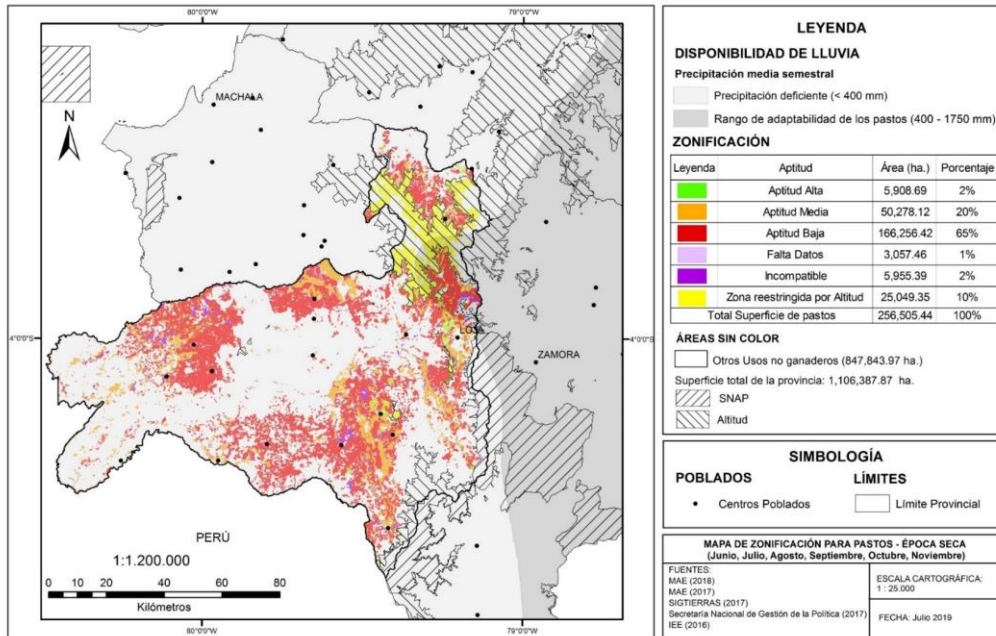 80°0'0"W
79°0'0"W
MACHALA
N
4°0'0"S
LOJA
4°0'0"S
ZAMORA
PERÚ
1:1.200.000
0 10 20 40 60 80
Kilómetros
80°0'0"W
79°0'0"W
LEYENDA
DISPONIBILIDAD DE LLUVIA
Precipitación media semestral
Precipitación deficiente (< 400 mm)
Rango de adaptabilidad de los pastos (400 - 1750 mm)
ZONIFICACIÓN
Leyenda Aptitud Área (ha.) Porcentaje
Aptitud Alta 5,908.69 2%
Aptitud Media 50,278.12 20%
Aptitud Baja 166,256.42 65%
Falta Datos 3,057.46 1%
Incompatible 5,955.39 2%
Zona reestringida por Altitud 25,049.35 10%
Total Superficie de pastos 256,505.44 100%
ÁREAS SIN COLOR
Otros Usos no ganaderos (847,843.97 ha.)
Superficie total de la provincia: 1,106,387.87 ha.
SNAP
Altitud
SIMBOLOGÍA
POBLADOS LÍMITES
Centros Poblados Límite Provincial
MAPA DE ZONIFICACIÓN PARA PASTOS - ÉPOCA SECA
(Junio, Julio, Agosto, Septiembre, Octubre, Noviembre)
FUENTES:
MAE (2018)
MAE (2017)
SIGTIERRAS (2017)
Secretaría Nacional de Gestión de la Política (2017)
IEE (2016)
ESCALA CARTOGRÁFICA:
1 : 25.000
FECHA: Julio 2019